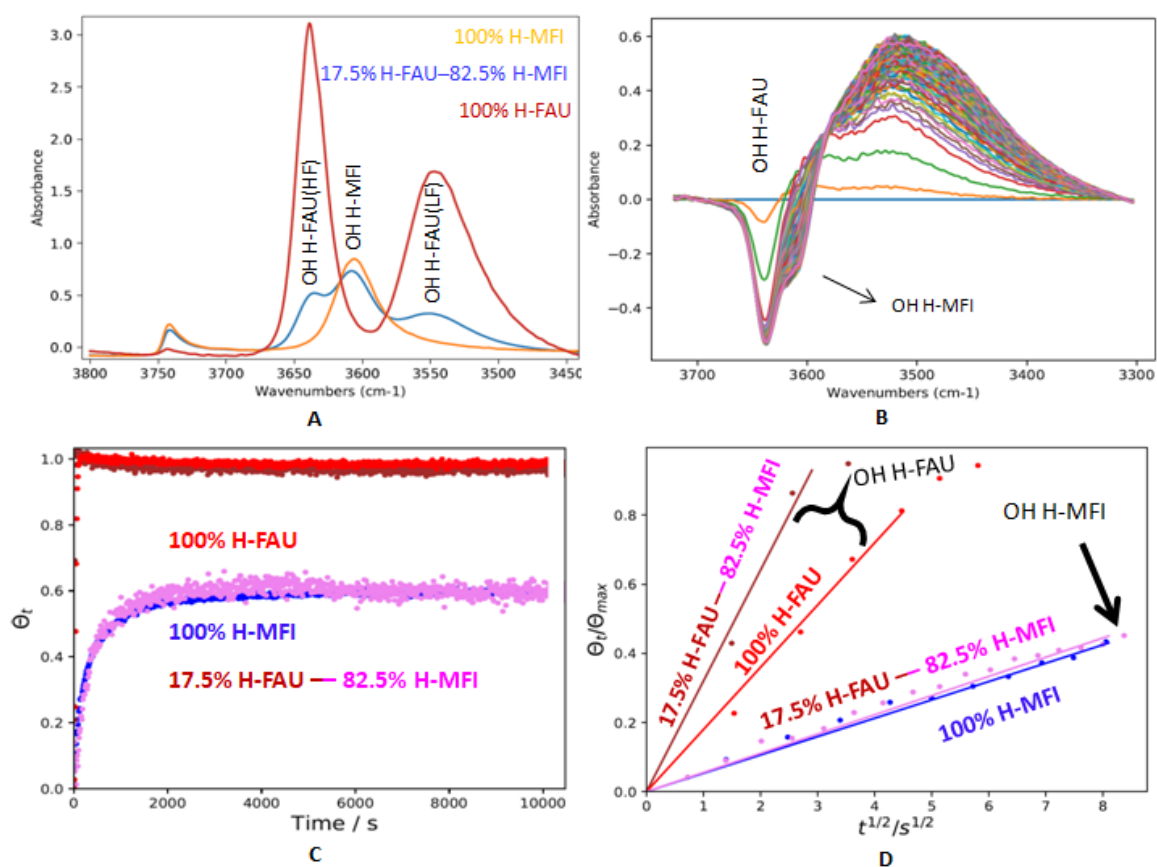 100% H-MFI
17.5% H-FAU–82.5% H-MFI
100% H-FAU
OH H-FAU(HF)
OH H-MFI
OH H-FAU(LF)
Absorbance
3.0
2.5
2.0
1.5
1.0
0.5
0.0
3800 3750 3700 3650 3600 3550 3500 3450
Wavenumbers (cm-1)
A
OH H-FAU
OH H-MFI
Absorbance
0.6
0.4
0.2
0.0
−0.2
−0.4
3700 3600 3500 3400 3300
Wavenumbers (cm-1)
B
1.0
0.8
0.6
0.4
0.2
0.0
ϴt
100% H-FAU
100% H-MFI
17.5% H-FAU — 82.5% H-MFI
0 2000 4000 6000 8000 10000
Time / s
C
0.8
0.6
0.4
0.2
0.0
ϴt/ϴmax
17.5% H-FAU — 82.5% H-MFI
OH H-FAU
OH H-MFI
100% H-FAU
17.5% H-FAU — 82.5% H-MFI
100% H-MFI
0 1 2 3 4 5 6 7 8
t^1/2/s^1/2
D